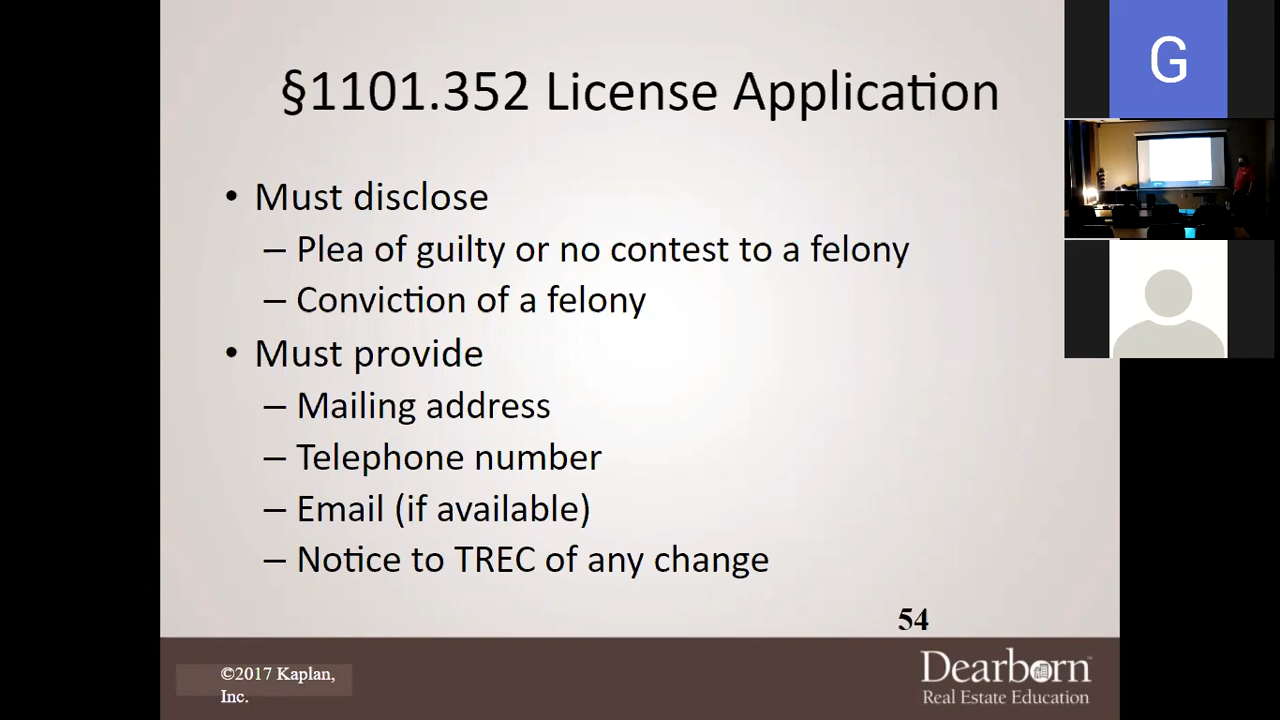 §1101.352 License Application
• Must disclose
– Plea of guilty or no contest to a felony
– Conviction of a felony
• Must provide
– Mailing address
– Telephone number
– Email (if available)
– Notice to TREC of any change
54
©2017 Kaplan,
Inc.
Dearborn™
Real Estate Education
G